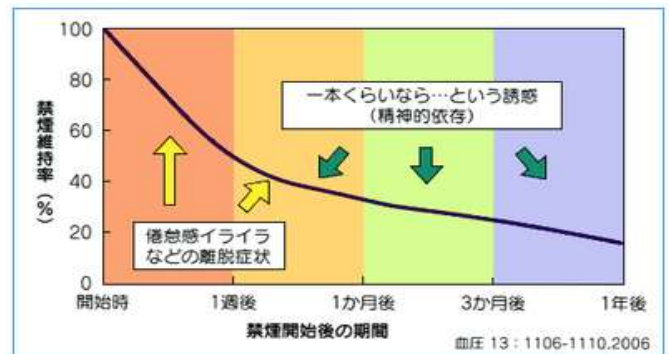 100
80
60
40
20
0
禁煙維持率(%)
一本くらいなら…という誘惑
(精神的依存)
倦怠感イライラ
などの離脱症状
開始時
1週後
1か月後
3か月後
1年後
禁煙開始後の期間
血圧 13:1106-1110,2006